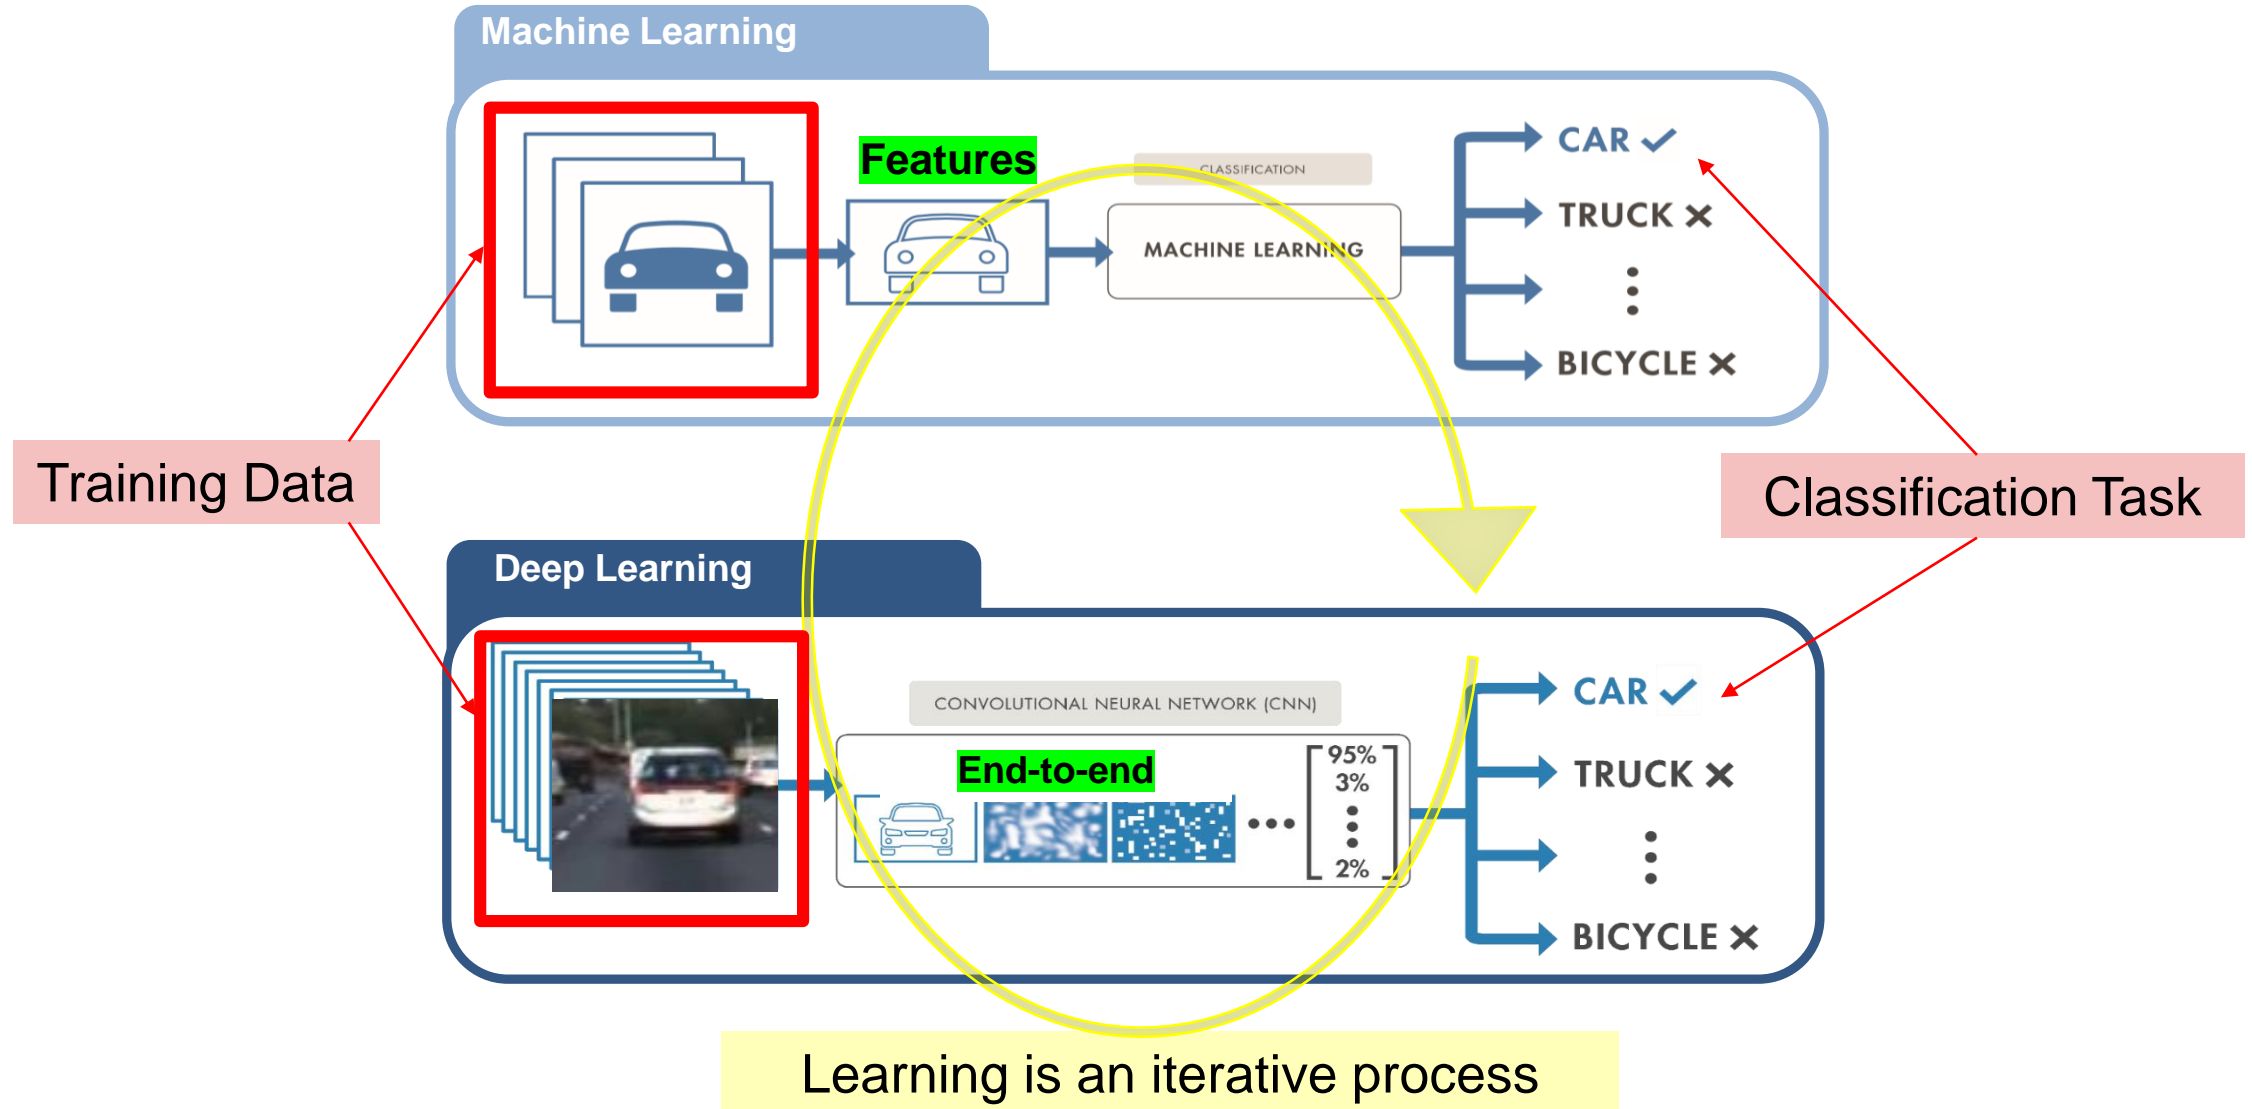 Machine Learning
Features
CLASSIFICATION
MACHINE LEARNING
CAR
TRUCK
BICYCLE
Training Data
Classification Task
Deep Learning
CONVOLUTIONAL NEURAL NETWORK (CNN)
End-to-end
95%
3%
2%
CAR
TRUCK
BICYCLE
Learning is an iterative process